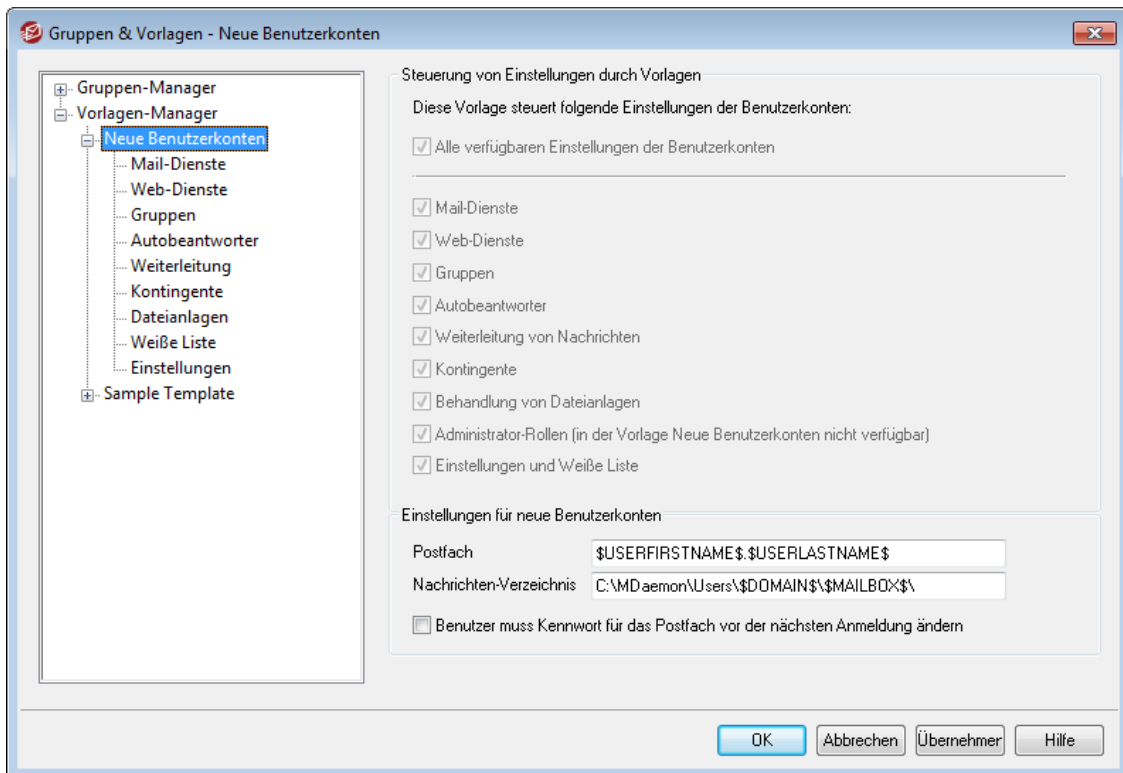 Gruppen & Vorlagen - Neue Benutzerkonten
Gruppen-Manager
Vorlagen-Manager
Neue Benutzerkonten
Mail-Dienste
Web-Dienste
Gruppen
Autobeantworter
Weiterleitung
Kontingente
Dateianlagen
Weiße Liste
Einstellungen
Sample Template
Steuerung von Einstellungen durch Vorlagen
Diese Vorlage steuert folgende Einstellungen der Benutzerkonten:
Alle verfügbaren Einstellungen der Benutzerkonten
Mail-Dienste
Web-Dienste
Gruppen
Autobeantworter
Weiterleitung von Nachrichten
Kontingente
Behandlung von Dateianlagen
Administrator-Rollen (in der Vorlage Neue Benutzerkonten nicht verfügbar)
Einstellungen und Weiße Liste
Einstellungen für neue Benutzerkonten
Postfach $USERFIRSTNAME$.$USERLASTNAME$
Nachrichten-Verzeichnis C:\MDaemon\Users\$DOMAIN$\$MAILBOX$\
Benutzer muss Kennwort für das Postfach vor der nächsten Anmeldung ändern
OK Abbrechen Übernehmer Hilfe